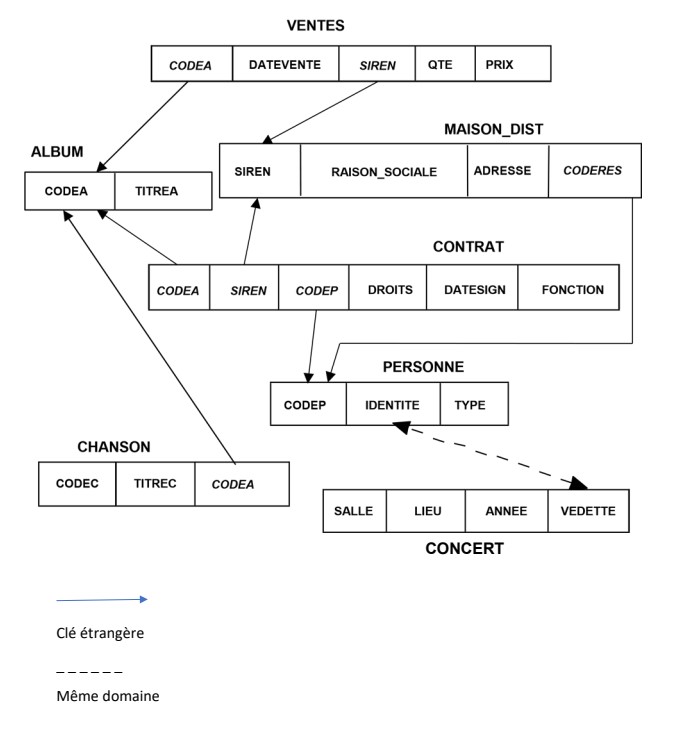 VENTES
CODEA DATEVENTE SIREN QTE PRIX
MAISON_DIST
ALBUM
SIREN RAISON_SOCIALE ADRESSE CODERES
CODEA TITREA
CONTRAT
CODEA SIREN CODEP DROITS DATESIGN FONCTION
PERSONNE
CODEP IDENTITE TYPE
CHANSON
CODEC TITREC CODEA
SALLE LIEU ANNEE VEDETTE
CONCERT
Clé étrangère
Même domaine